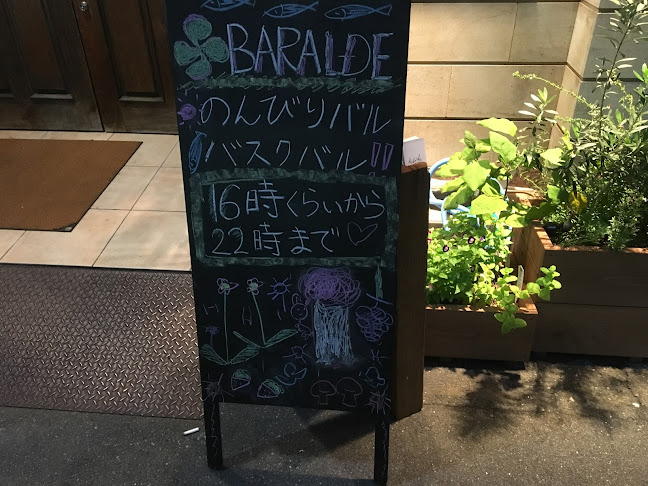 BARALDE
のんびりバル
バスクバル!!
16時くらいから
22時まで♡